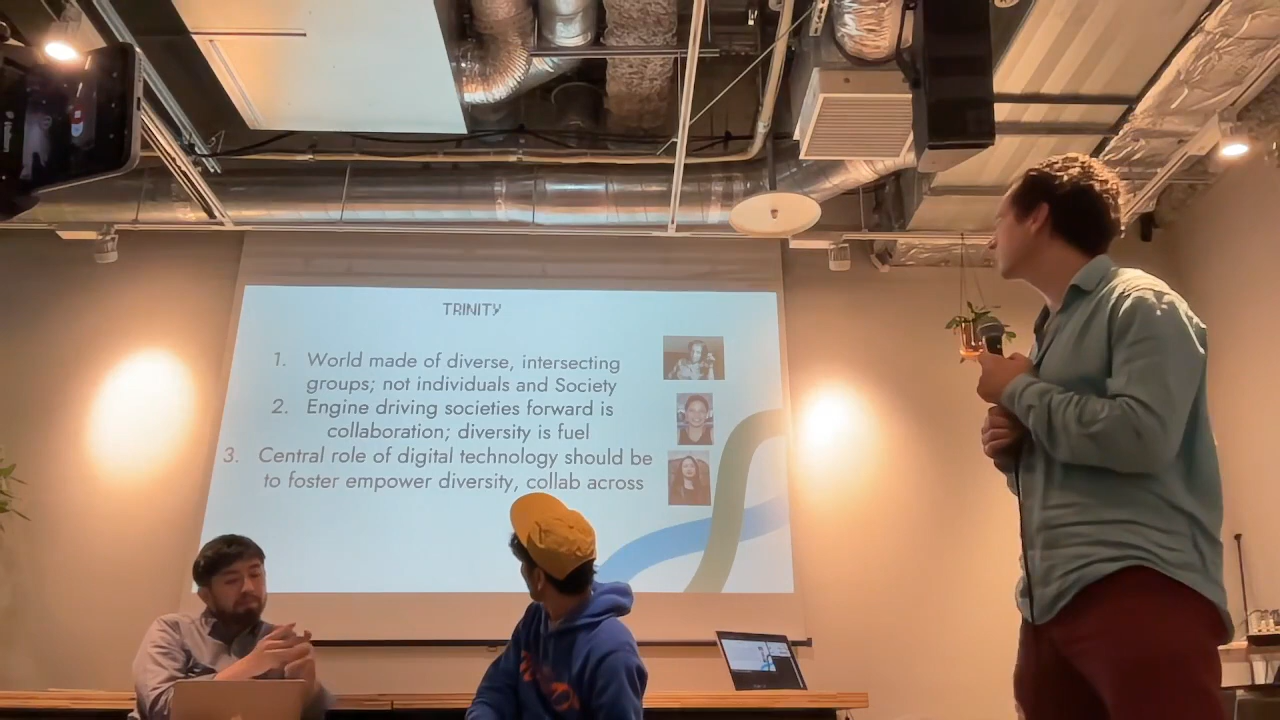 TRINITY
1. World made of diverse, intersecting
groups; not individuals and Society
2. Engine driving societies forward is
collaboration; diversity is fuel
3. Central role of digital technology should be
to foster empower diversity, collab across